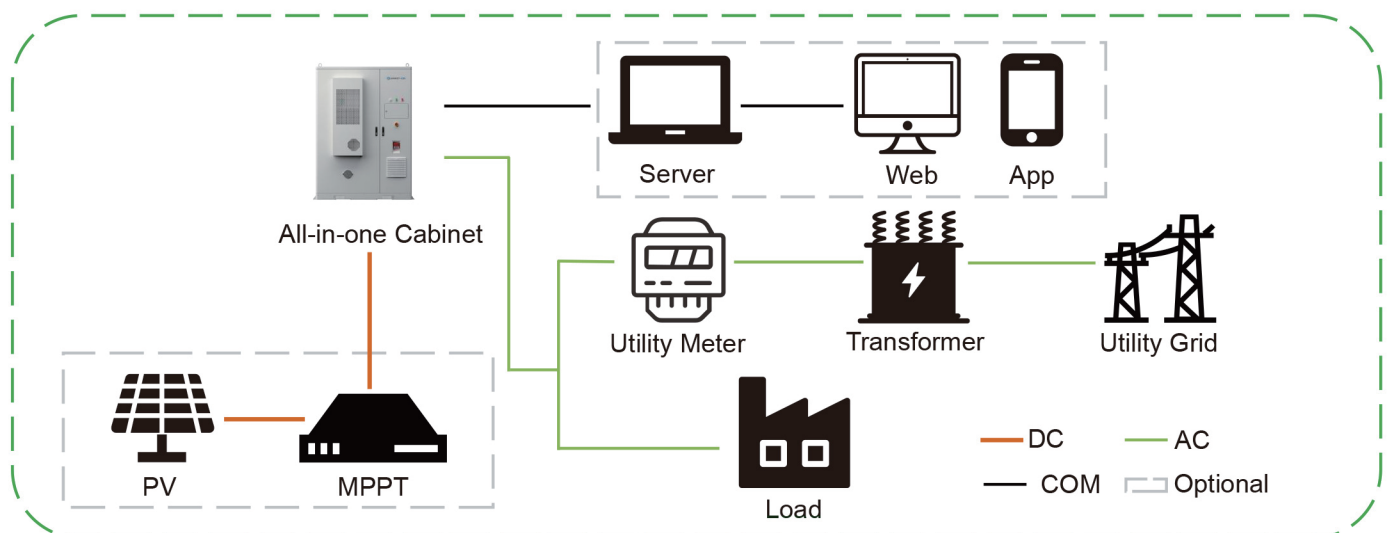 Server
Web
App
All-in-one Cabinet
Utility Meter
Transformer
Utility Grid
PV
MPPT
Load
DC
AC
COM
Optional